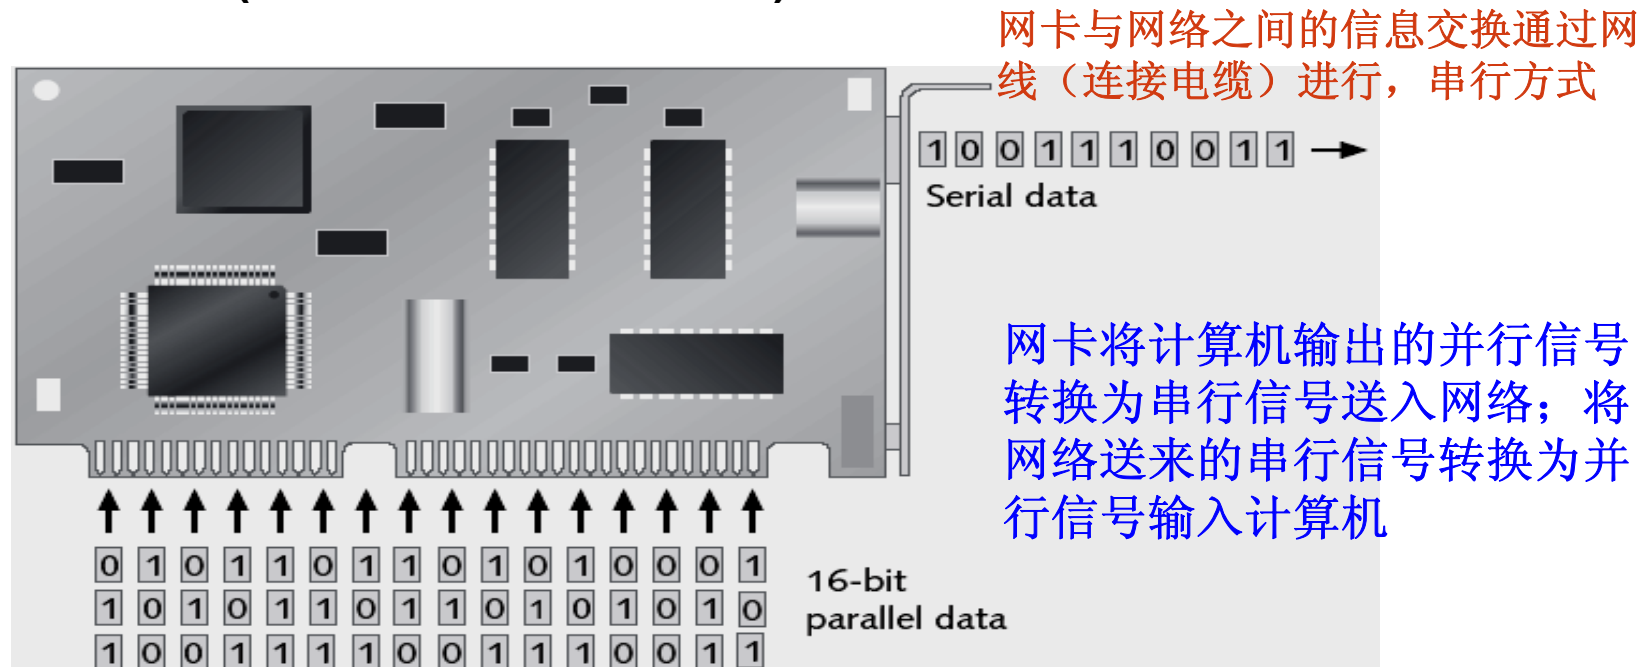 网卡与网络之间的信息交换通过网
线（连接电缆）进行，串行方式
1 0 0 1 1 1 0 0 1 1
Serial data
网卡将计算机输出的并行信号
转换为串行信号送入网络；将
网络送来的串行信号转换为并
行信号输入计算机
0 1 0 1 1 0 1 1 0 1 0 1 0 0 0 1
16-bit
1 0 1 0 1 1 0 1 1 0 1 0 1 0 1 0
parallel data
1 0 0 1 1 1 1 0 0 1 1 1 0 0 1 1